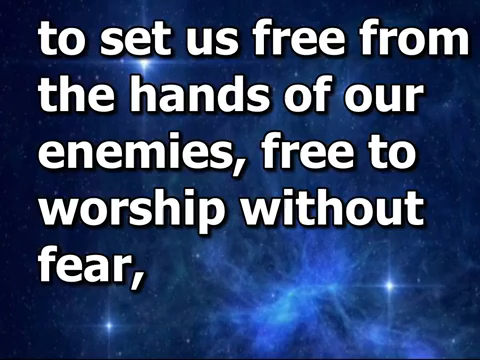 to set us free from
the hands of our
enemies, free to
worship without
fear,